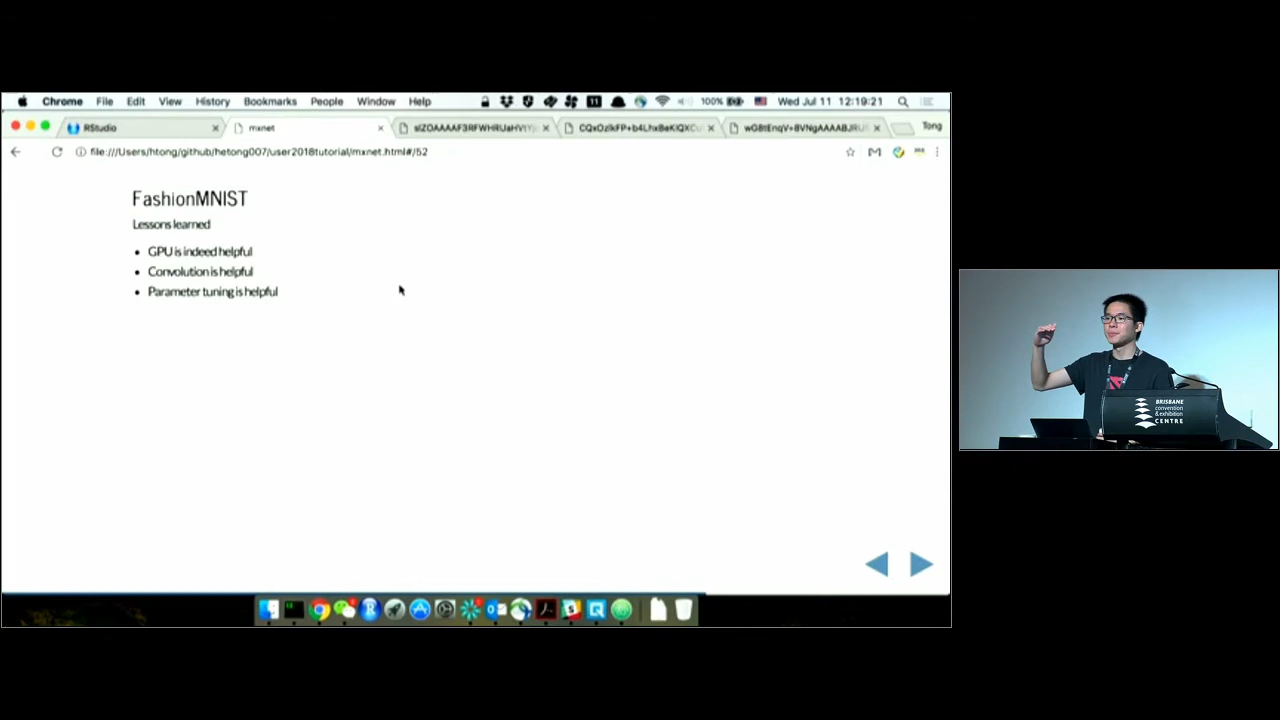 Chrome File Edit View History Bookmarks People Window Help 100% Wed Jul 11 12:19:21
RStudio mxnet Tong
file:///Users/htong/github/hetong007/user2018tutorial/mxnet.html#/52
FashionMNIST
Lessons learned
GPU is indeed helpful
Convolution is helpful
Parameter tuning is helpful
BRISBANE
convention
& exhibition
CENTRE